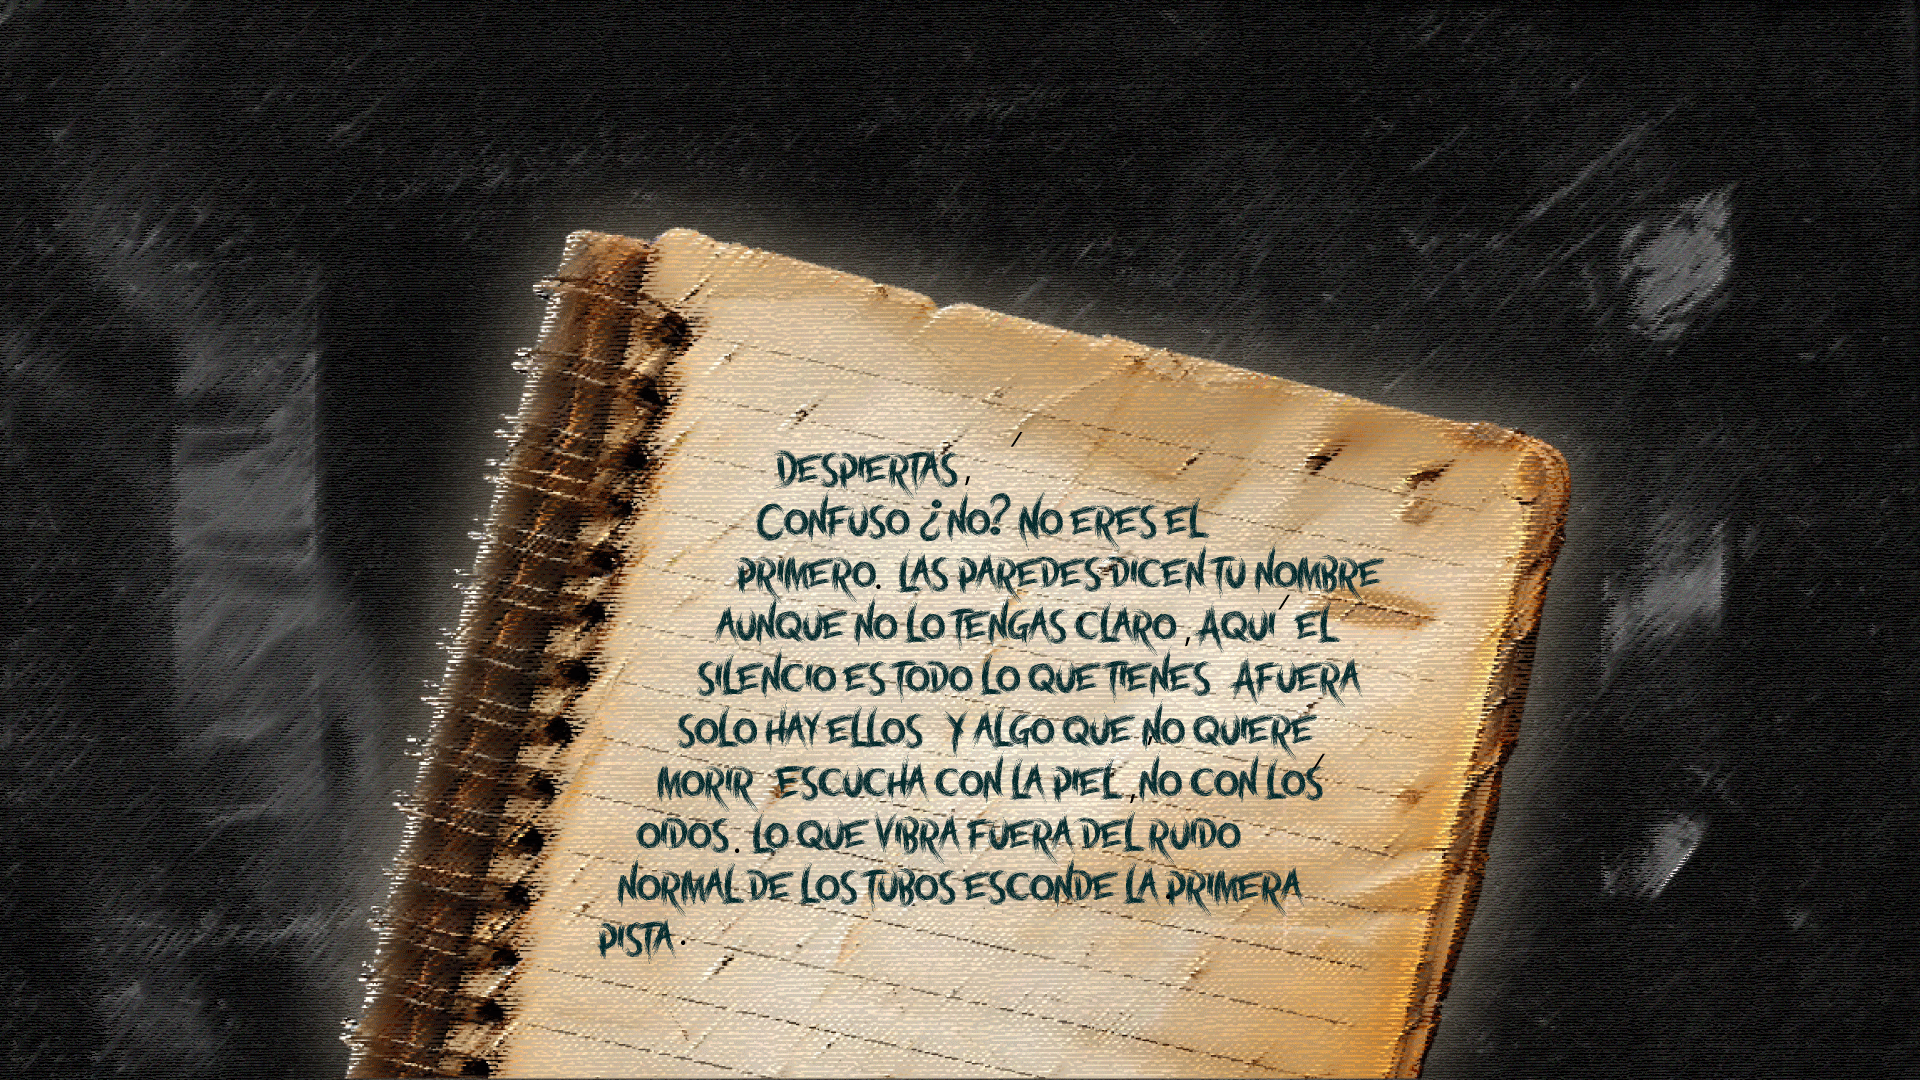 DESPIERTAS,
CONFUSO ¿NO? NO ERES EL
PRIMERO. LAS PAREDES DICEN TU NOMBRE
AUNQUE NO LO TENGAS CLARO , AQUÍ EL
SILENCIO ES TODO LO QUE TIENES AFUERA
SOLO HAY ELLOS Y ALGO QUE NO QUIERE
MORIR ESCUCHA CON LA PIEL ,NO CON LOS
OIDOS. LO QUE VIBRA FUERA DEL RUIDO
NORMAL DE LOS TUBOS ESCONDE LA PRIMERA
PISTA.